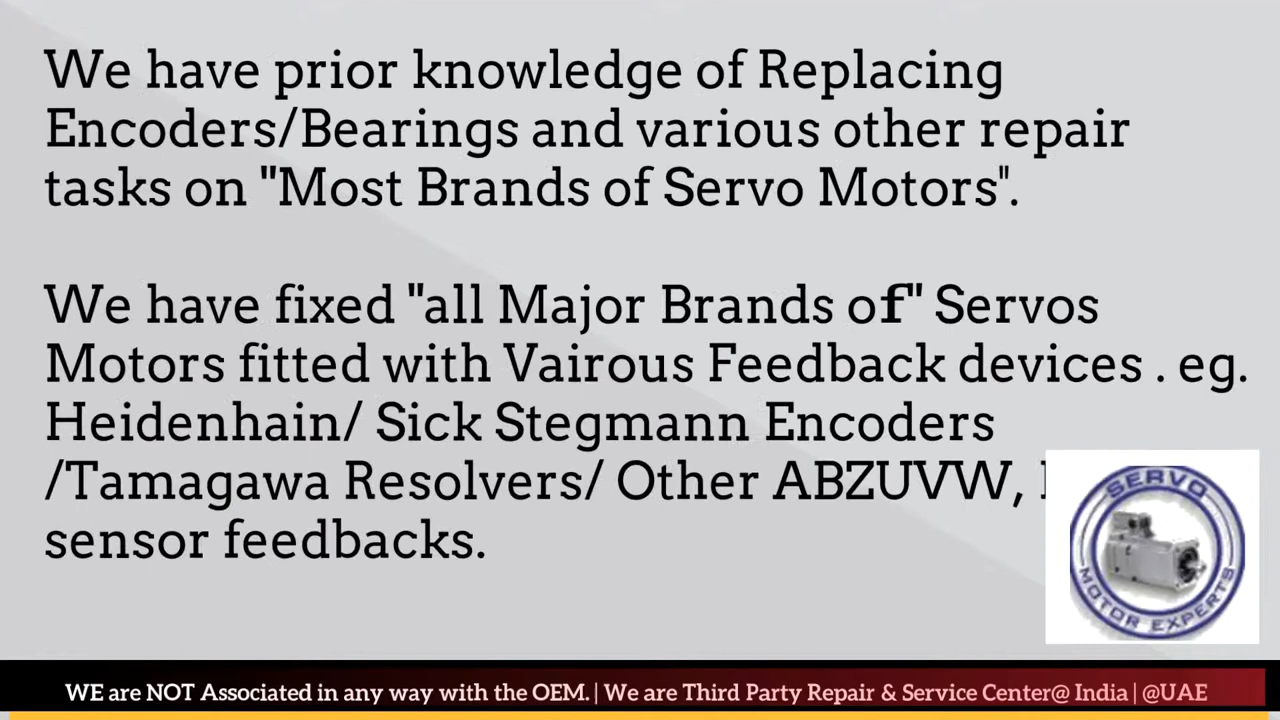 We have prior knowledge of Replacing
Encoders/Bearings and various other repair
tasks on "Most Brands of Servo Motors".
We have fixed "all Major Brands of" Servos
Motors fitted with Vairous Feedback devices . eg.
Heidenhain/ Sick Stegmann Encoders
/Tamagawa Resolvers/ Other ABZUVW,
sensor feedbacks.
SERVO
MOTOR EXPERTS
WE are NOT Associated in any way with the OEM. | We are Third Party Repair & Service Center@ India | @UAE